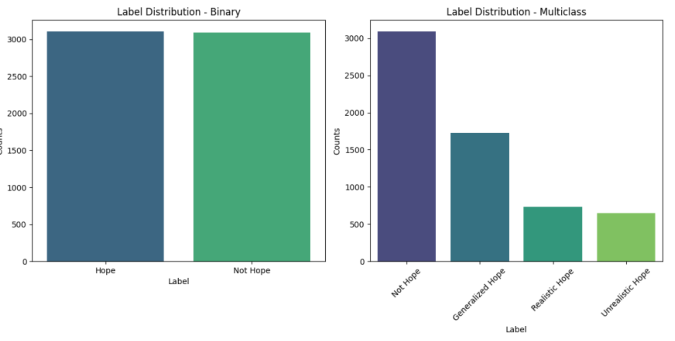 Label Distribution - Binary
3000
2500
2000
1500
1000
500
0
Counts
Hope
Not Hope
Label
Label Distribution - Multiclass
3000
2500
2000
1500
1000
500
0
Counts
Not Hope
Generalized Hope
Realistic Hope
Unrealistic Hope
Label